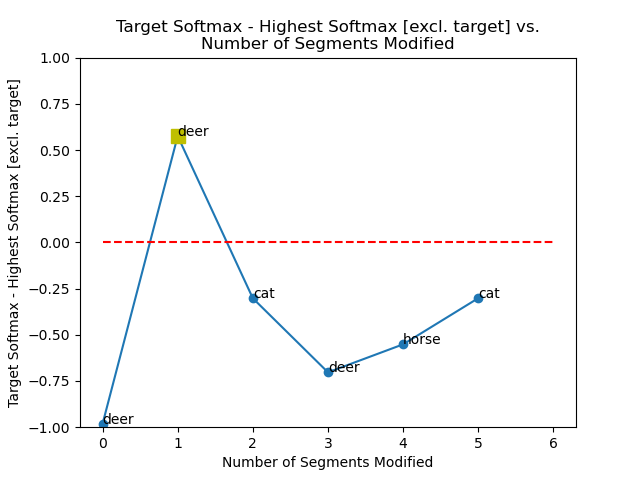 Target Softmax - Highest Softmax [excl. target] vs.
Number of Segments Modified
Target Softmax - Highest Softmax [excl. target]
1.00
0.75
0.50
0.25
0.00
−0.25
−0.50
−0.75
−1.00
deer
deer
cat
deer
horse
cat
0 1 2 3 4 5 6
Number of Segments Modified